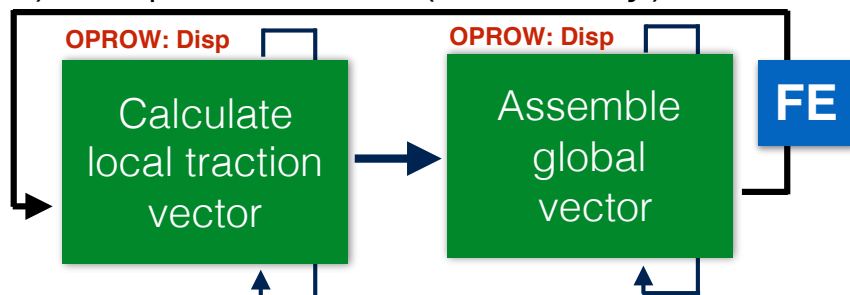 OPROW: Disp
Calculate
local traction
vector
OPROW: Disp
Assemble
global
vector
FE